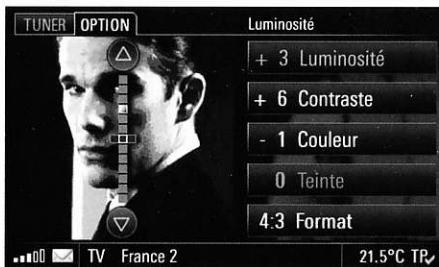 TUNER OPTION Luminosité
+ 3 Luminosité
+ 6 Contraste
- 1 Couleur
0 Teinte
4:3 Format
TV France 2 21.5°C TP